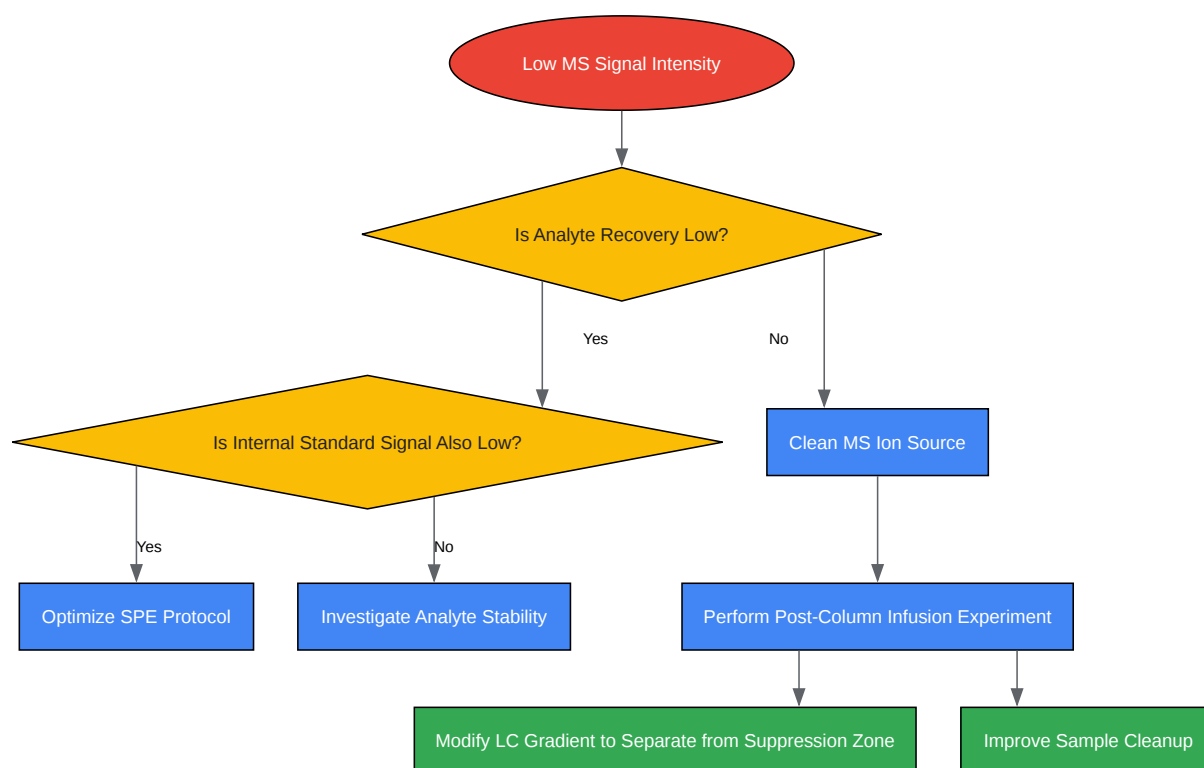 Low MS Signal Intensity
Is Analyte Recovery Low?
Yes
No
Is Internal Standard Signal Also Low?
Clean MS Ion Source
Yes
No
Optimize SPE Protocol
Investigate Analyte Stability
Perform Post-Column Infusion Experiment
Modify LC Gradient to Separate from Suppression Zone
Improve Sample Cleanup